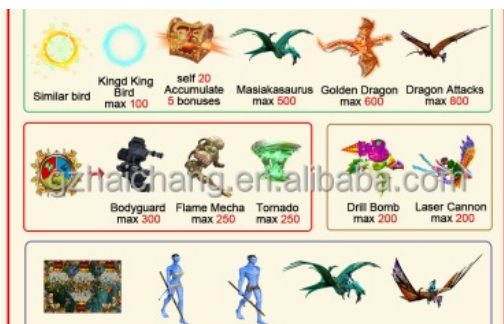 Similar bird
Kingd King
Bird
max 100
self 20
Accumulate
5 bonuses
Masiakasaurus
max 500
Golden Dragon
max 600
Dragon Attacks
max 800
gzhaichang.en.alibaba.com
Bodyguard
max 300
Flame Mecha
max 250
Tornado
max 250
Drill Bomb
max 200
Laser Cannon
max 200